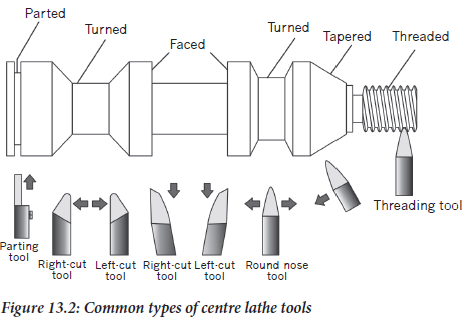 Parted
Turned
Faced
Turned
Tapered
Threaded
Threading tool
Parting
tool
Right-cut
tool
Left-cut
tool
Right-cut
tool
Left-cut
tool
Round nose
tool
Figure 13.2: Common types of centre lathe tools